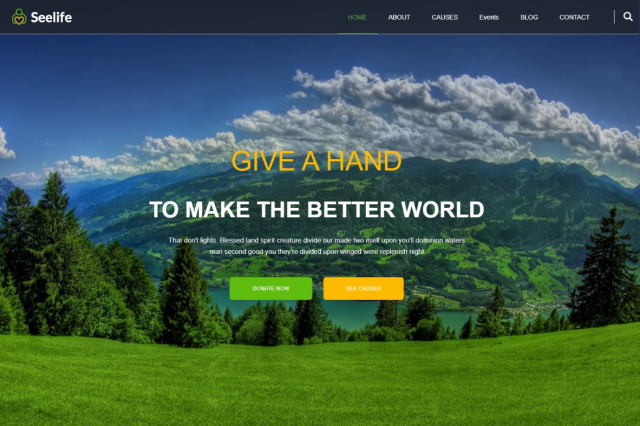 Seelife
HOME
ABOUT
CAUSES
Events
BLOG
CONTACT
GIVE A HAND
TO MAKE THE BETTER WORLD
That don't lights. Blessed land spirit creature divide our made two itself upon you'll dominion waters
man second good you they're divided upon winged were replenish night
DONATE NOW
SEE CAUSES